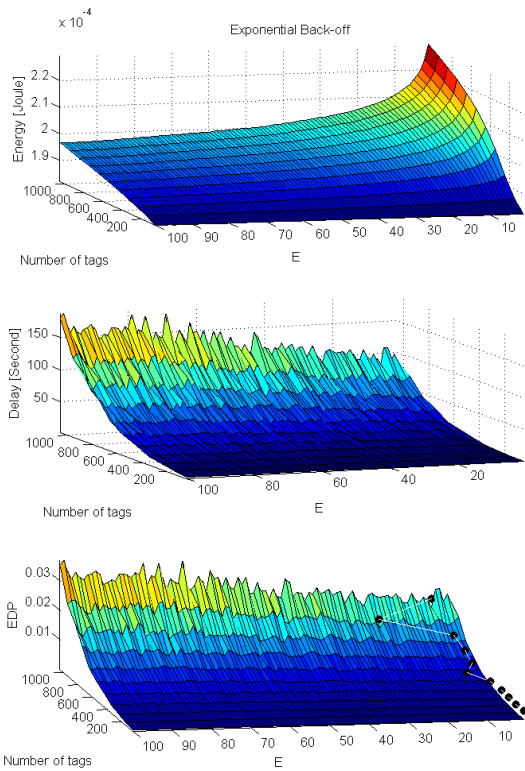 x 10^-4
Exponential Back-off
Energy [Joule]
2.2
2.1
2
1.9
1000
800
600
400
200
100 90 80 70 60 50 40 30 20 10
Number of tags
E
Delay [Second]
150
100
50
1000
800
600
400
200
100 80 60 40 20
Number of tags
E
EDP
0.03
0.02
0.01
1000
800
600
400
200
100 90 80 70 60 50 40 30 20 10
Number of tags
E